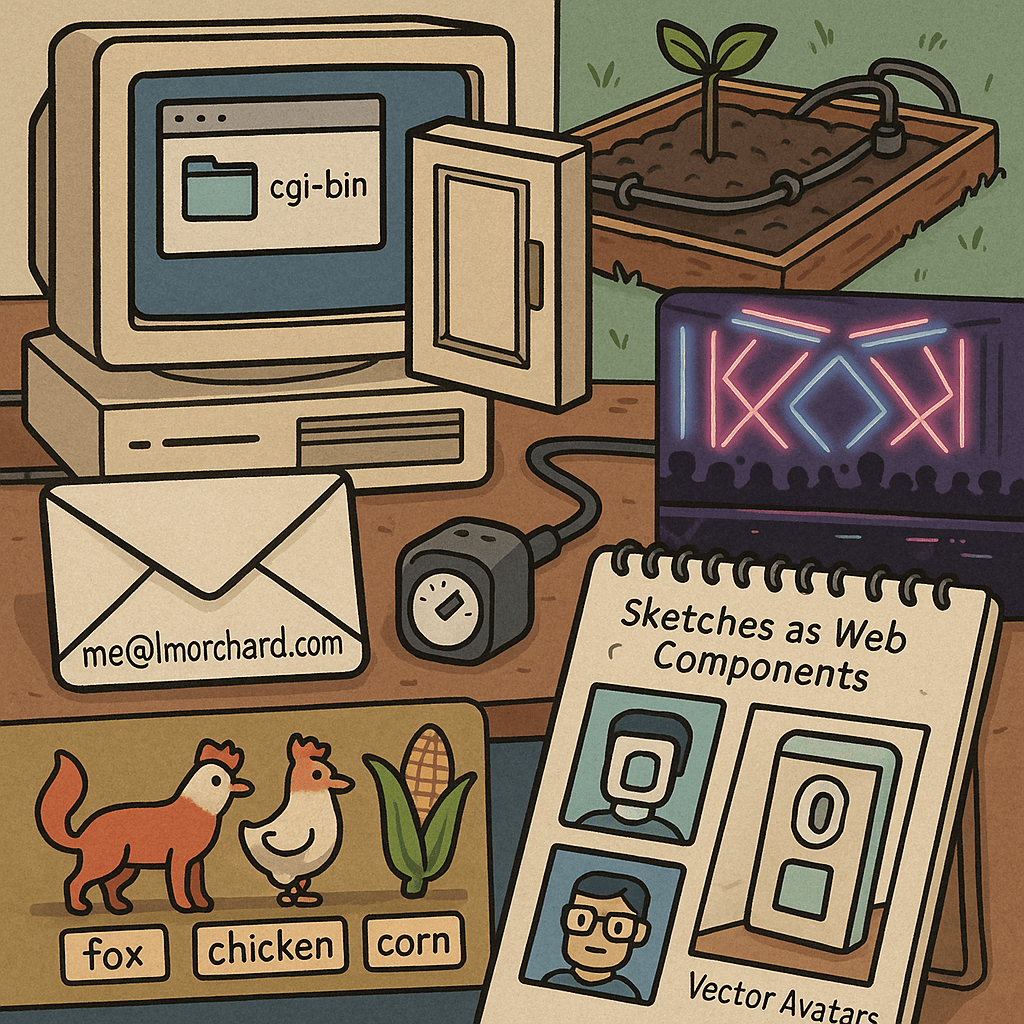 cgi-bin
me@lmorchard.com
Sketches as Web
Components
fox
chicken
corn
Vector Avatars